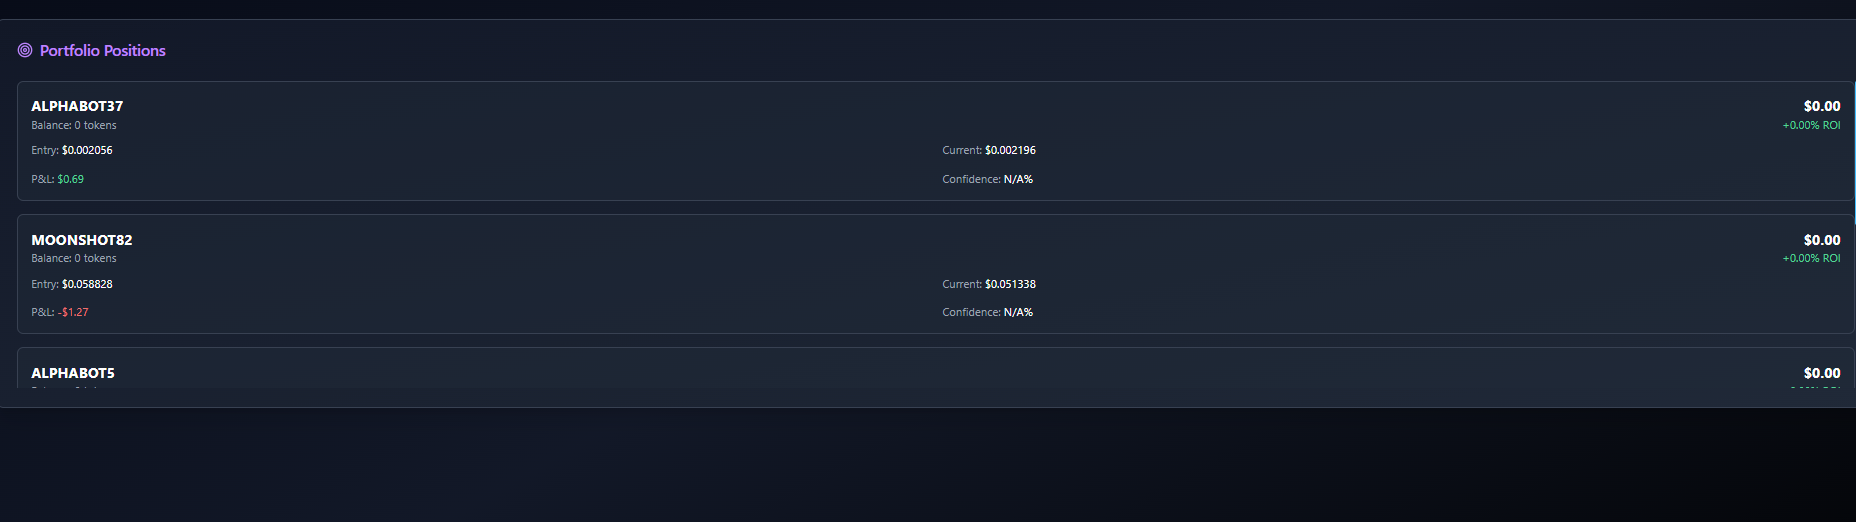 Portfolio Positions
ALPHABOT37
$0.00
Balance: 0 tokens
+0.00% ROI
Entry: $0.002056
Current: $0.002196
P&L: $0.69
Confidence: N/A%
MOONSHOT82
$0.00
Balance: 0 tokens
+0.00% ROI
Entry: $0.058828
Current: $0.051338
P&L: -$1.27
Confidence: N/A%
ALPHABOT5
$0.00